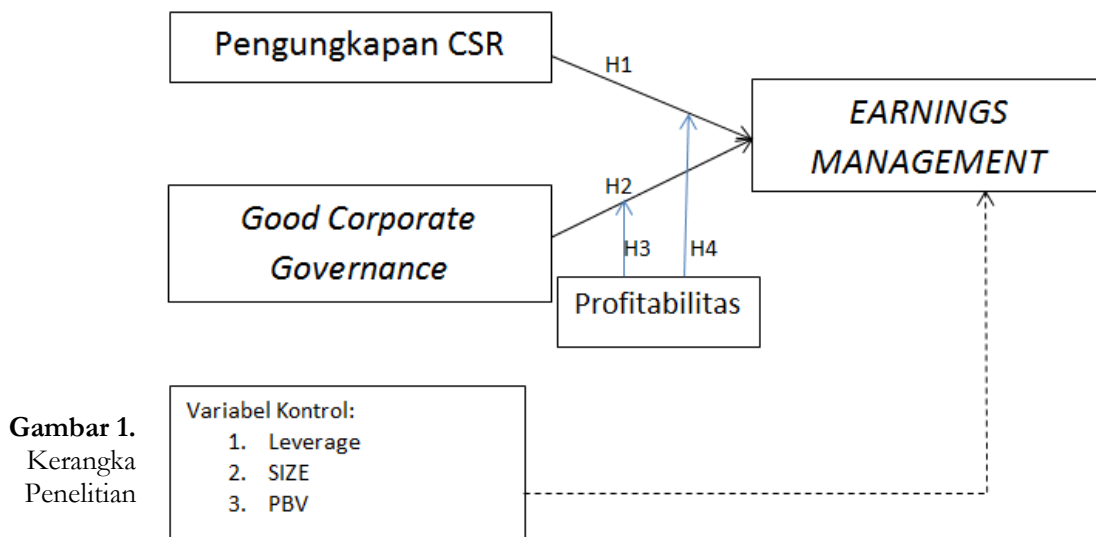 Pengungkapan CSR
H1
EARNINGS
MANAGEMENT
H2
Good Corporate
Governance
H3
H4
Profitabilitas
Variabel Kontrol:
1. Leverage
2. SIZE
3. PBV
Gambar 1.
Kerangka
Penelitian